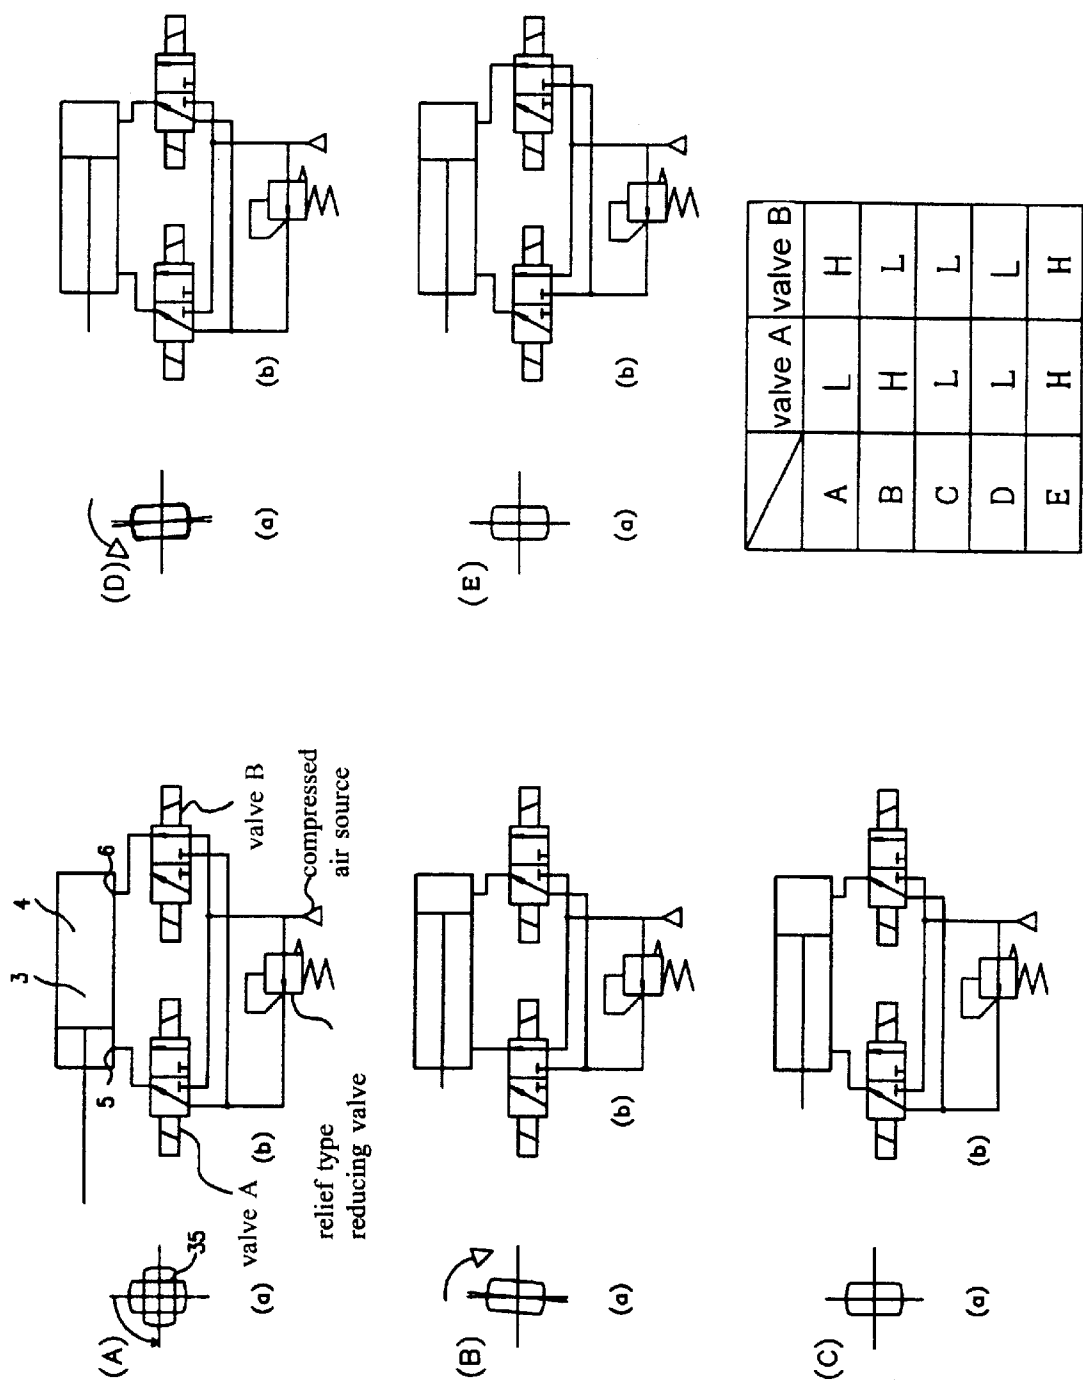 (A)
35
(a)
3
4
5
6
valve A
valve B
(b)
relief type
reducing valve
compressed
air source
(B)
(a)
(b)
(C)
(a)
(b)
(D)
(a)
(b)
(E)
(a)
(b)
valve A valve B
A L H
B H L
C L L
D L L
E H H